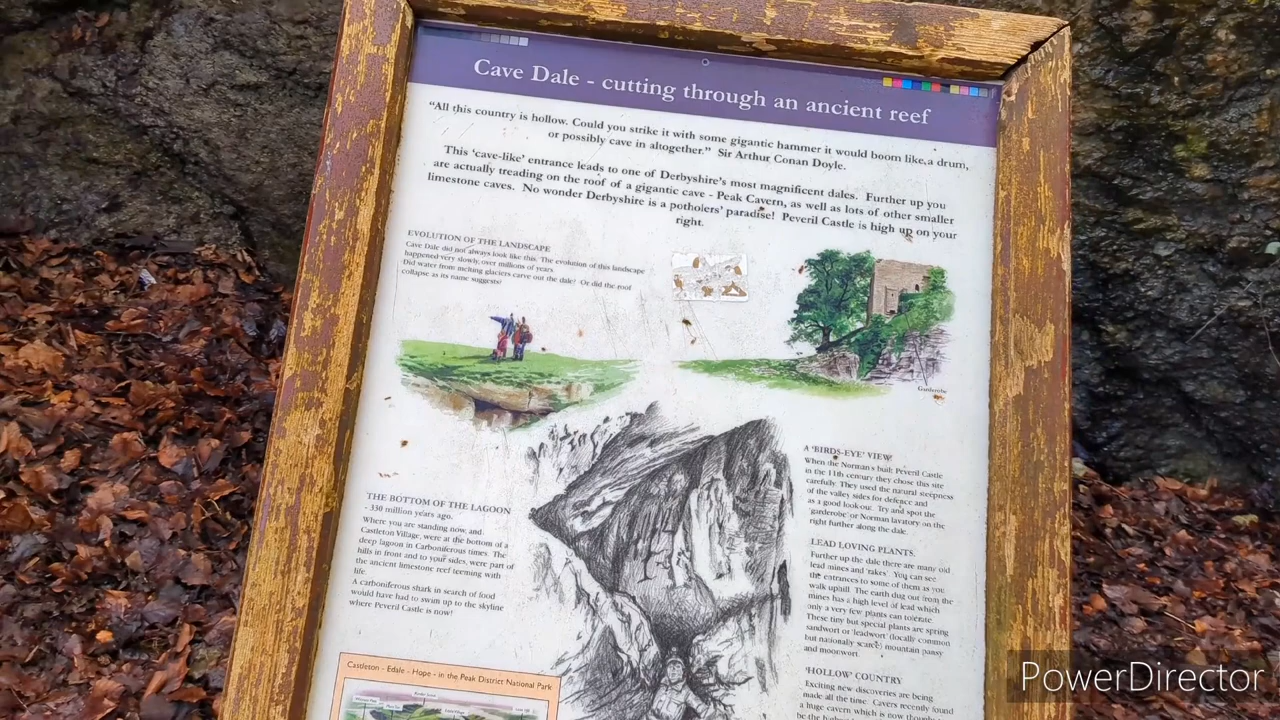 Cave Dale - cutting through an ancient reef
“All this country is hollow. Could you strike it with some gigantic hammer it would boom like a drum,
or possibly cave in altogether.” Sir Arthur Conan Doyle.
This ‘cave-like’ entrance leads to one of Derbyshire’s most magnificent dales. Further up you
are actually treading on the roof of a gigantic cave - Peak Cavern, as well as lots of other smaller
limestone caves. No wonder Derbyshire is a potholers’ paradise! Peveril Castle is high up on your
right.
EVOLUTION OF THE LANDSCAPE
Cave Dale did not always look like this. The evolution of this landscape
happened very slowly, over millions of years.
Did water from melting glaciers carve out the dale? Or did the roof
collapse as its name suggests?
Garderobe
THE BOTTOM OF THE LAGOON
- 330 million years ago.
Where you are standing now, and
Castleton Village, were at the bottom of a
deep lagoon in Carboniferous times. The
hills in front and to your sides, were part of
the ancient limestone reef teeming with
life.
A carboniferous shark in search of food
would have had to swim up to the skyline
where Peveril Castle is now!
A ‘BIRDS-EYE’ VIEW
When the Norman’s built Peveril Castle
in the 11th century they chose this site
carefully. They used the natural steepness
of the valley sides for defence and
as a good look-out. Try and spot the
‘garderobe’ or Norman lavatory on the
right further along the dale.
LEAD LOVING PLANTS.
Further up the dale there are many old
lead mines and ‘rakes’. You can see
the entrances to some of them as you
walk uphill. The earth dug out from the
mines has a high level of lead which
only a very few plants can tolerate.
These tiny but special plants are spring
sandwort or ‘leadwort’ (locally common
but nationally scarce) mountain pansy
and moonwort.
‘HOLLOW’ COUNTRY
Exciting new discoveries are being
made all the time. Cavers recently found
a huge cavern which is now thought
be the highest
Castleton - Edale - Hope - in the Peak District National Park
PowerDirector